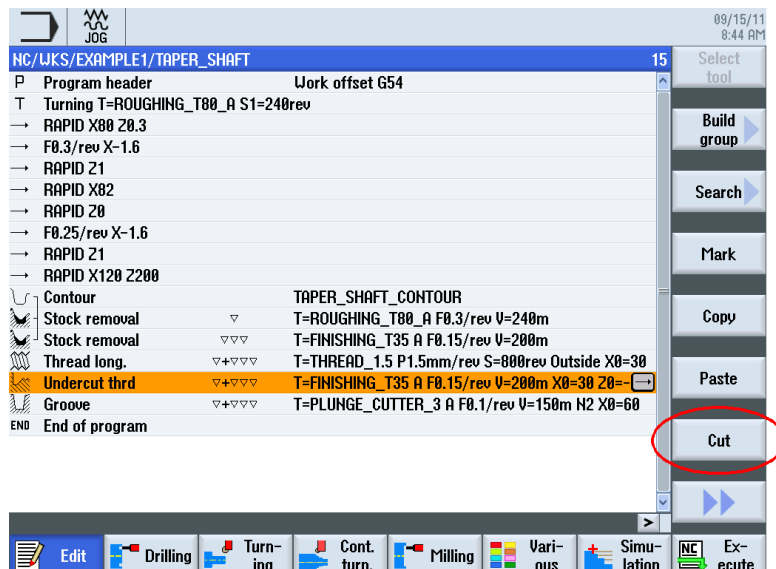 JOG
09/15/11
8:44 AM
NC/WKS/EXAMPLE1/TAPER_SHAFT 15
P Program header Work offset G54
T Turning T=ROUGHING_T80_A S1=240rev
→ RAPID X80 Z0.3
→ F0.3/rev X-1.6
→ RAPID Z1
→ RAPID X82
→ RAPID Z0
→ F0.25/rev X-1.6
→ RAPID Z1
→ RAPID X120 Z200
Contour TAPER_SHAFT_CONTOUR
Stock removal ▽ T=ROUGHING_T80_A F0.3/rev V=240m
Stock removal ▽▽▽ T=FINISHING_T35 A F0.15/rev V=200m
Thread long. ▽+▽▽▽ T=THREAD_1.5 P1.5mm/rev S=800rev Outside X0=30
Undercut thrd ▽+▽▽▽ T=FINISHING_T35 A F0.15/rev V=200m X0=30 Z0=-
Groove ▽+▽▽▽ T=PLUNGE_CUTTER_3 A F0.1/rev V=150m N2 X0=60
END End of program
Select
tool
Build
group
Search
Mark
Copy
Paste
Cut
Edit
Drilling
Turn-
ing
Cont.
turn.
Milling
Vari-
ous
Simu-
lation
NC
Ex-
ecute